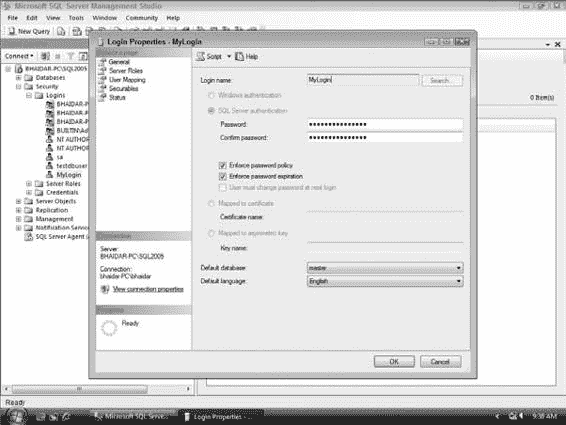 Microsoft SQL Server Management Studio
File Edit View Tools Window Community Help
New Query
Connect
BHAIDAR-PC\SQL2005
Databases
Security
Logins
BHAIDAR-P
BHAIDAR-P
BHAIDAR-P
BUILTIN\Ad
NT AUTHOR
NT AUTHOR
sa
testdbuser
MyLogin
Server Roles
Credentials
Server Objects
Replication
Management
Notification Server
SQL Server Agent
Login Properties - MyLogin
General
Server Roles
User Mapping
Securables
Status
Connection
Server:
BHAIDAR-PC\SQL2005
Connection:
bhaidar-PC\bhaidar
View connection properties
Progress
Ready
Script Help
Login name: MyLogin Search...
Windows authentication
SQL Server authentication
Password:
Confirm password:
Enforce password policy
Enforce password expiration
User must change password at next login
Mapped to certificate
Certificate name:
Mapped to asymmetric key
Key name:
Default database: master
Default language: English
OK Cancel
0 Item(s)
Ready
Microsoft SQL Serve...
Login Properties - ...
9:38 AM